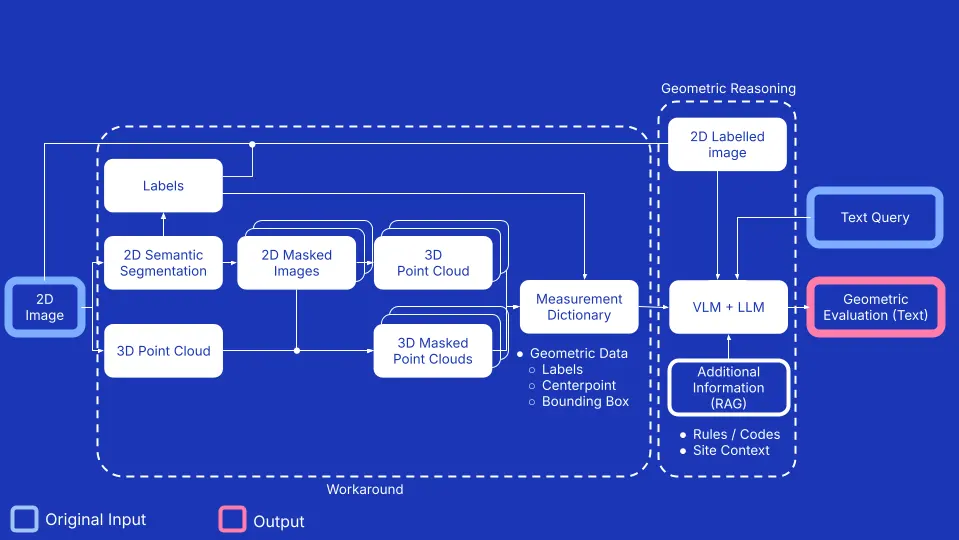 Geometric Reasoning
2D Labelled
image
Labels
Text Query
2D Semantic
Segmentation
2D Masked
Images
3D
Point Cloud
2D
Image
Measurement
Dictionary
VLM + LLM
Geometric
Evaluation (Text)
3D Point Cloud
3D Masked
Point Clouds
● Geometric Data
○ Labels
○ Centerpoint
○ Bounding Box
Additional
Information
(RAG)
● Rules / Codes
● Site Context
Workaround
Original Input
Output